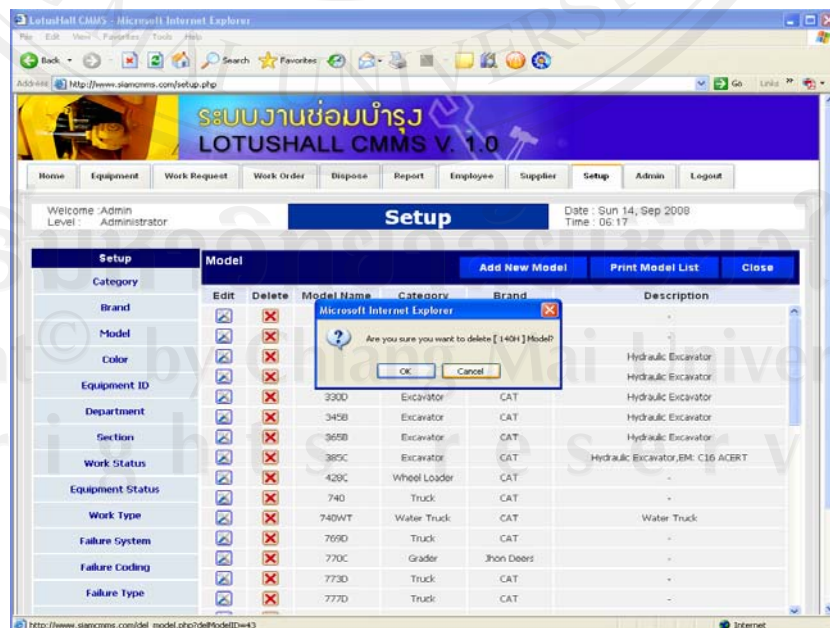 LotusHall CMMS - Microsoft Internet Explorer
File Edit View Favorites Tools Help
Back Search Favorites
Address http://www.siamcmms.com/setup.php Go Links
ระบบงานซ่อมบำรุง
LOTUSHALL CMMS V. 1.0
Home Equipment Work Request Work Order Dispose Report Employee Supplier Setup Admin Logout
Welcome :Admin
Level : Administrator
Setup
Date : Sun 14, Sep 2008
Time : 06:17
Setup
Category
Brand
Model
Color
Equipment ID
Department
Section
Work Status
Equipment Status
Work Type
Failure System
Failure Coding
Failure Type
Model Add New Model Print Model List Close
Edit Delete Model Name Category Brand Description
Microsoft Internet Explorer
Are you sure you want to delete [ 140H ] Model?
OK Cancel
-
-
Hydraulic Excavator
Hydraulic Excavator
330D Excavator CAT Hydraulic Excavator
345B Excavator CAT Hydraulic Excavator
365B Excavator CAT Hydraulic Excavator
385C Excavator CAT Hydraulic Excavator,EM: C16 ACERT
428C Wheel Loader CAT -
740 Truck CAT -
740WT Water Truck CAT Water Truck
769D Truck CAT -
770C Grader Jhon Deers -
773D Truck CAT -
777D Truck CAT -
http://www.siamcmms.com/del_model.php?delModelID=43 Internet
by Chiang Mai Univer
rights reserv